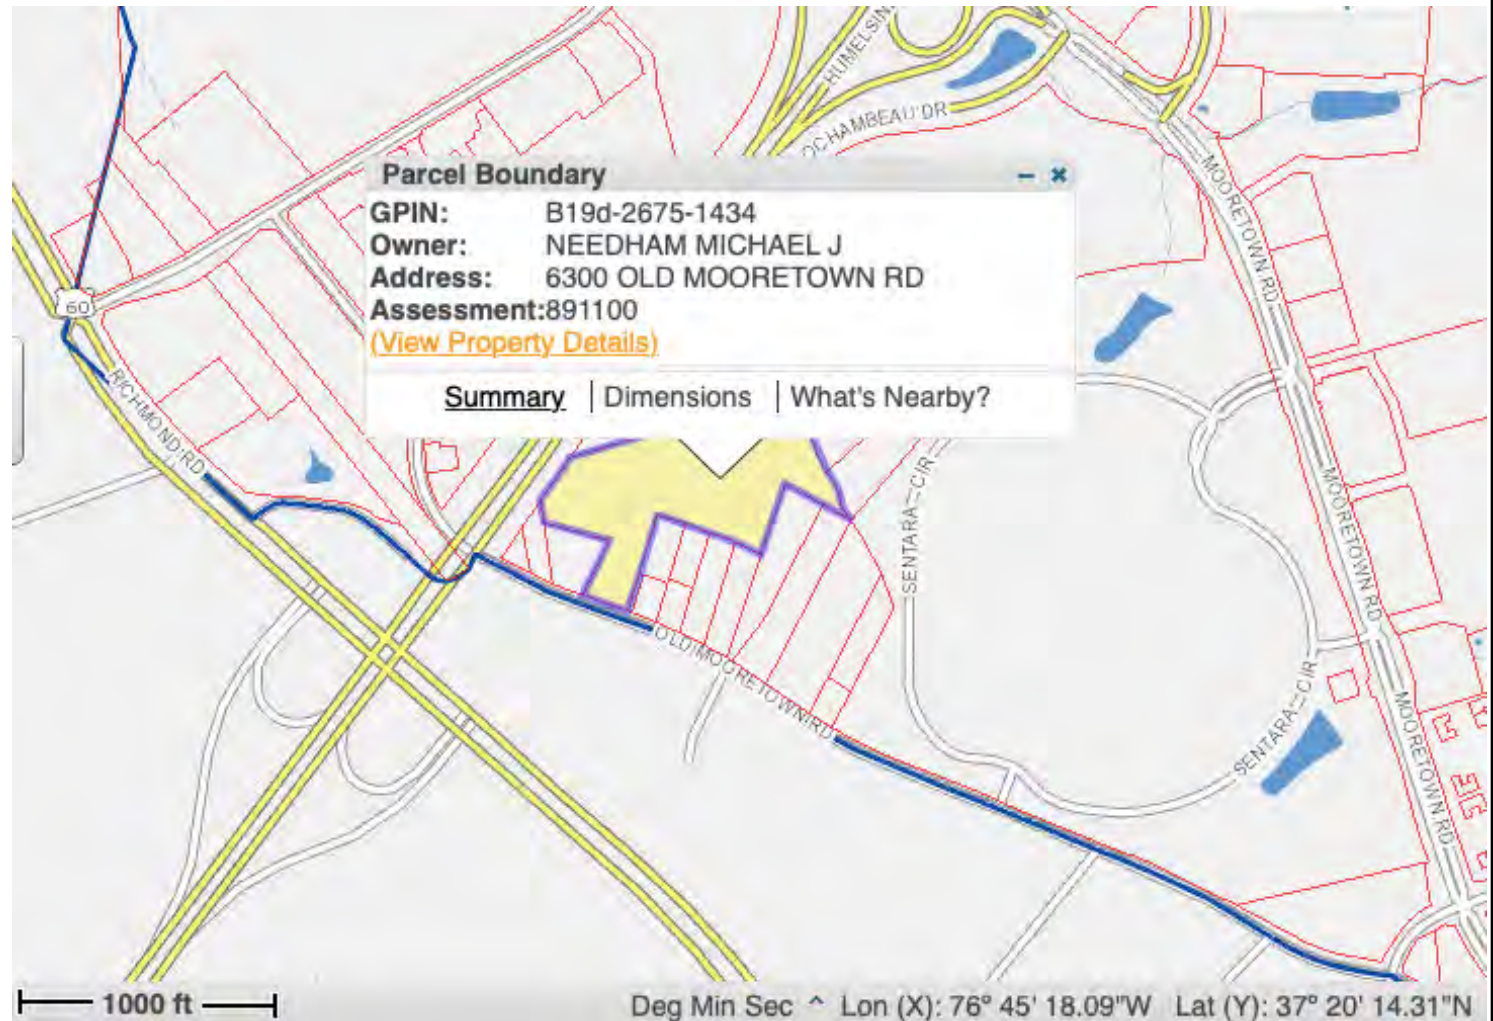 HUMELSIN
OCHAMBEAU DR
MOORETOWN RD
Parcel Boundary
GPIN: B19d-2675-1434
Owner: NEEDHAM MICHAEL J
Address: 6300 OLD MOORETOWN RD
Assessment:891100
(View Property Details)
Summary | Dimensions | What's Nearby?
60
RICHMOND RD
SENTARA CIR
MOORETOWN RD
OLD MOORETOWN RD
SENTARA CIR
MOORETOWN RD
1000 ft
Deg Min Sec ^ Lon (X): 76° 45' 18.09"W Lat (Y): 37° 20' 14.31"N